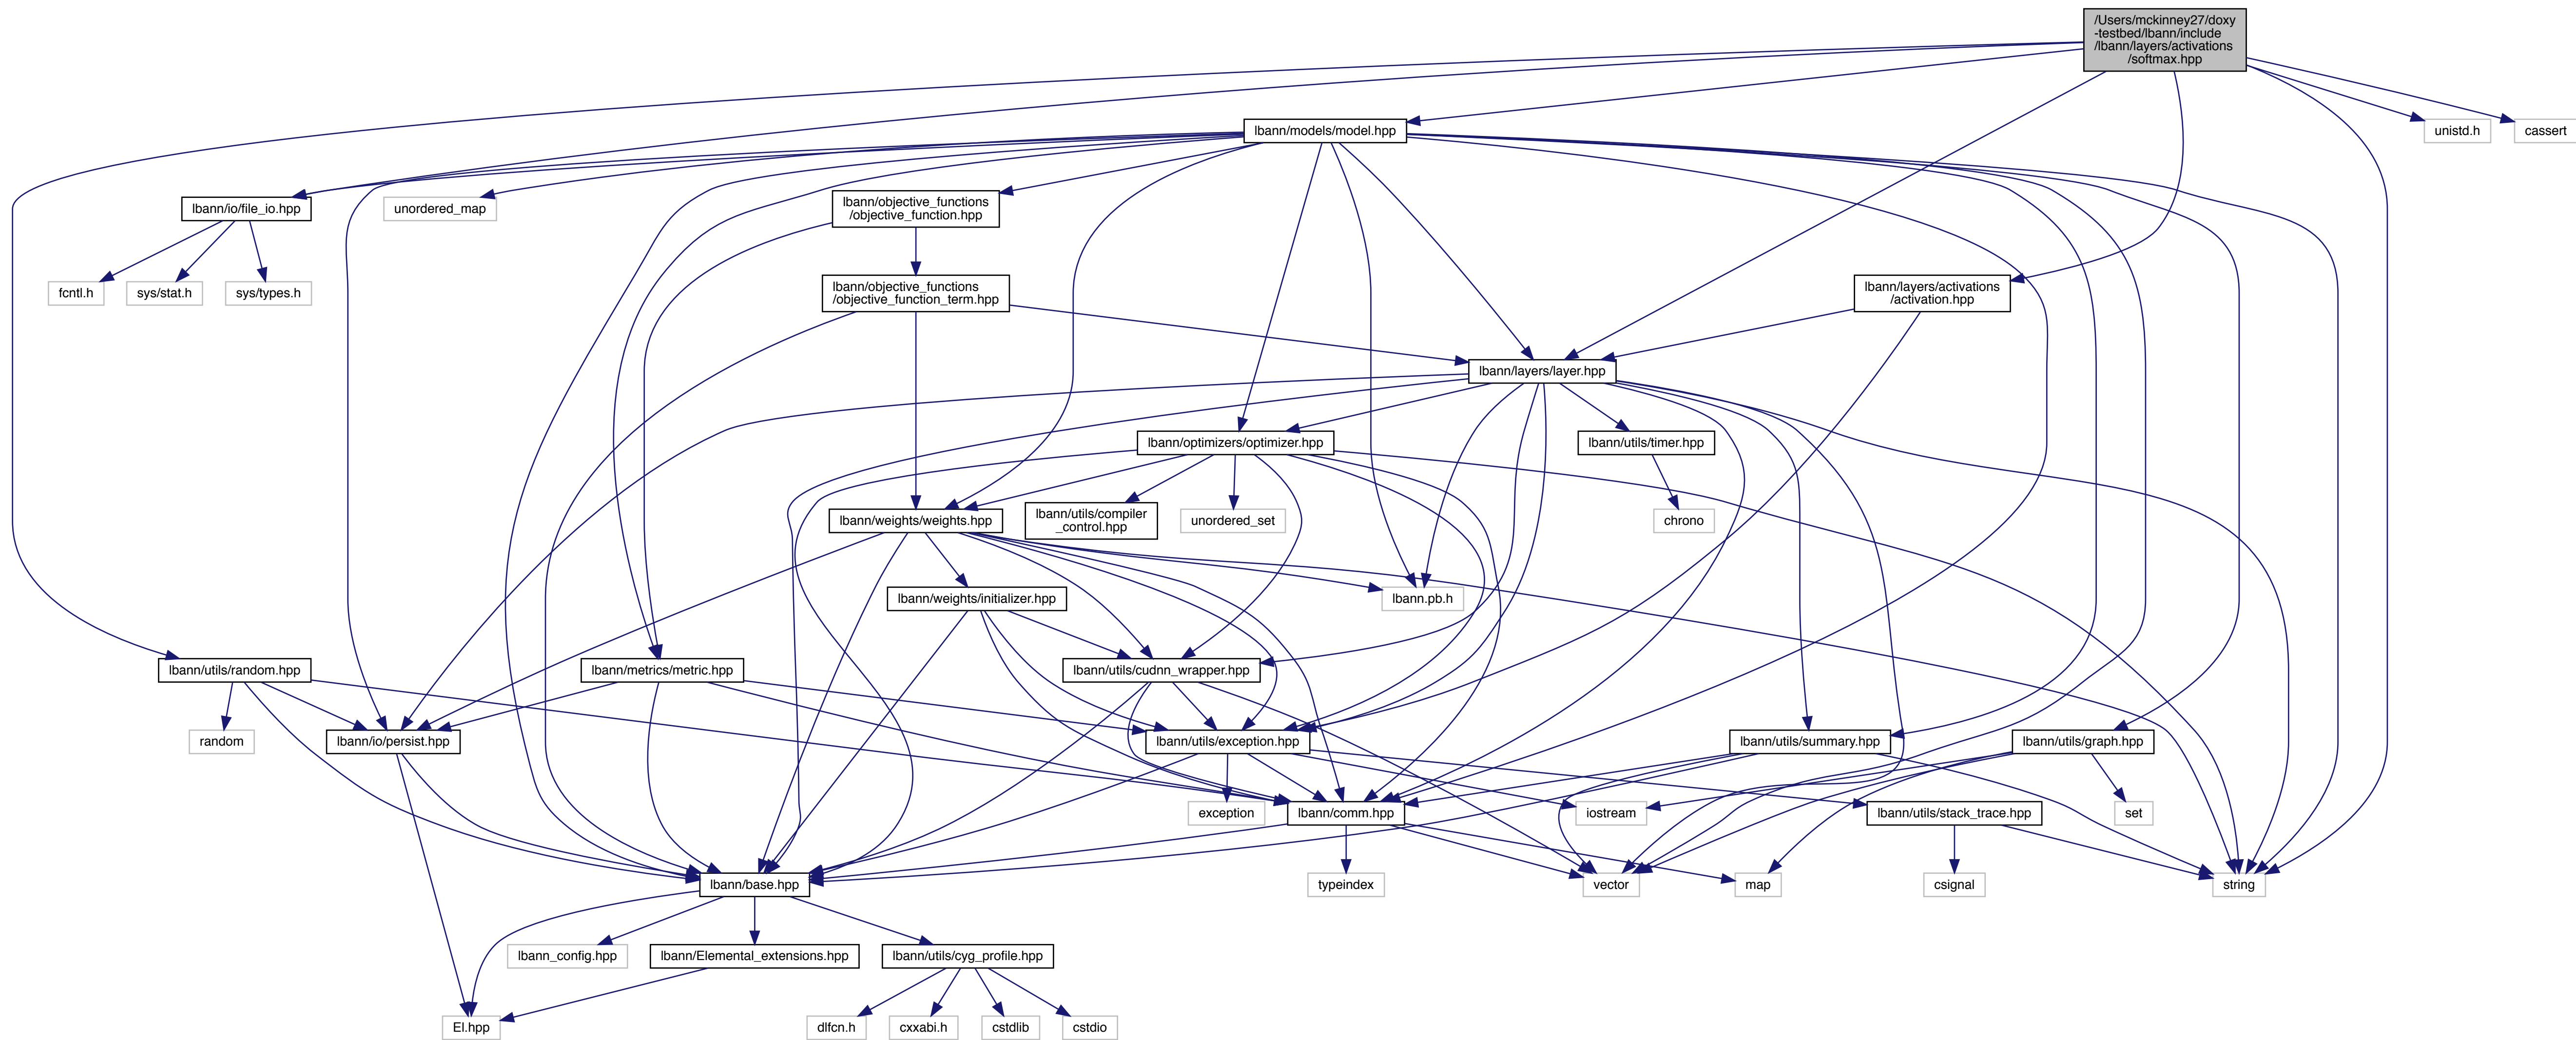 /Users/mckinney27/doxy
-testbed/lbann/include
/lbann/layers/activations
/softmax.hpp
lbann/models/model.hpp
unistd.h
cassert
lbann/io/file_io.hpp
unordered_map
lbann/objective_functions
/objective_function.hpp
fcntl.h
sys/stat.h
sys/types.h
lbann/objective_functions
/objective_function_term.hpp
lbann/layers/activations
/activation.hpp
lbann/layers/layer.hpp
lbann/optimizers/optimizer.hpp
lbann/utils/timer.hpp
lbann/weights/weights.hpp
lbann/utils/compiler
_control.hpp
unordered_set
chrono
lbann/weights/initializer.hpp
lbann.pb.h
lbann/utils/random.hpp
lbann/metrics/metric.hpp
lbann/utils/cudnn_wrapper.hpp
random
lbann/io/persist.hpp
lbann/utils/exception.hpp
lbann/utils/summary.hpp
lbann/utils/graph.hpp
exception
lbann/comm.hpp
iostream
lbann/utils/stack_trace.hpp
set
lbann/base.hpp
typeindex
vector
map
csignal
string
lbann_config.hpp
lbann/Elemental_extensions.hpp
lbann/utils/cyg_profile.hpp
El.hpp
dlfcn.h
cxxabi.h
cstdlib
cstdio